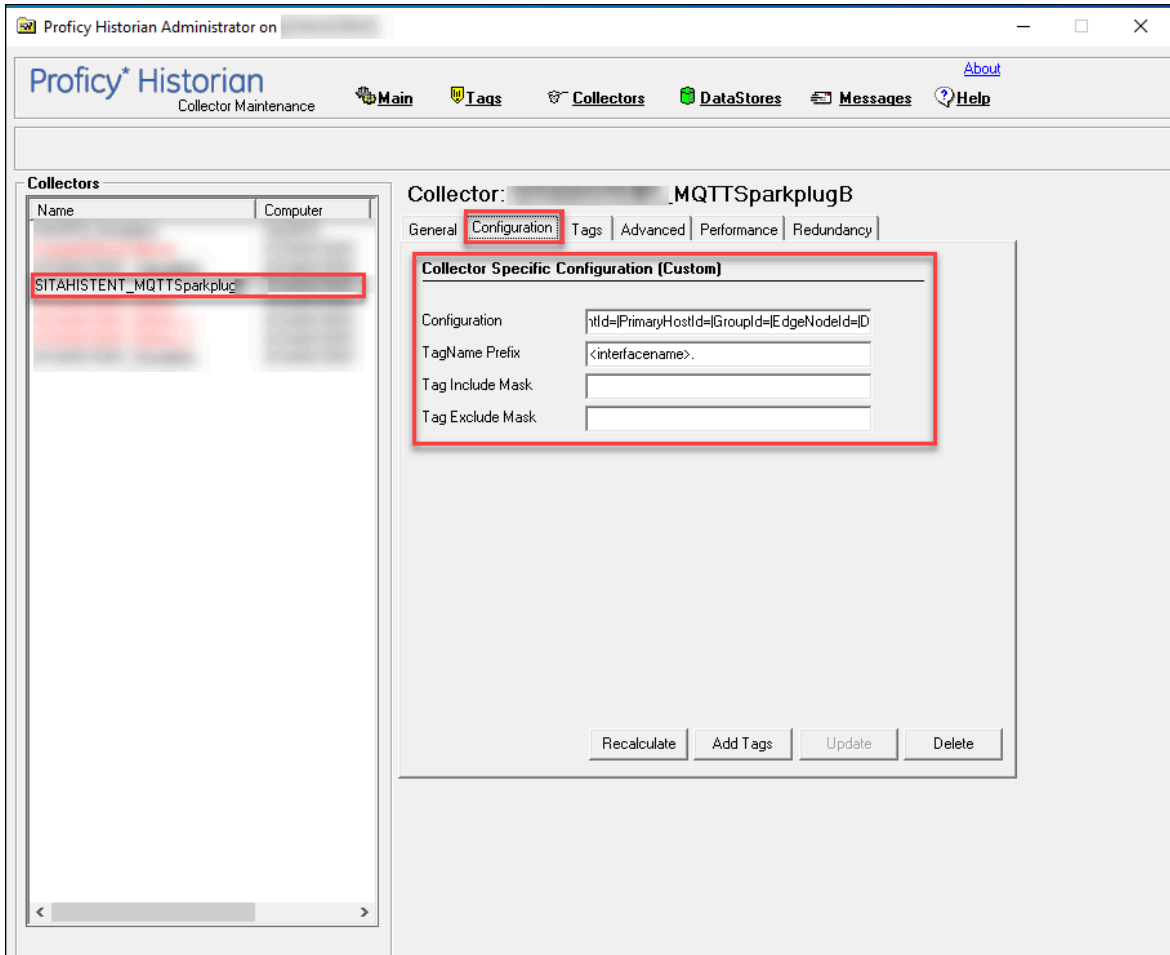 Proficy Historian Administrator on
About
Proficy* Historian
Collector Maintenance
Main Tags Collectors DataStores Messages Help
Collectors
Name Computer
SITAHISTENT_MQTTSparkplug
Collector: _MQTTSparkplugB
General Configuration Tags Advanced Performance Redundancy
Collector Specific Configuration (Custom)
Configuration ntId=|PrimaryHostId=|GroupId=|EdgeNodeId=|D
TagName Prefix <interfacename>.
Tag Include Mask
Tag Exclude Mask
Recalculate Add Tags Update Delete